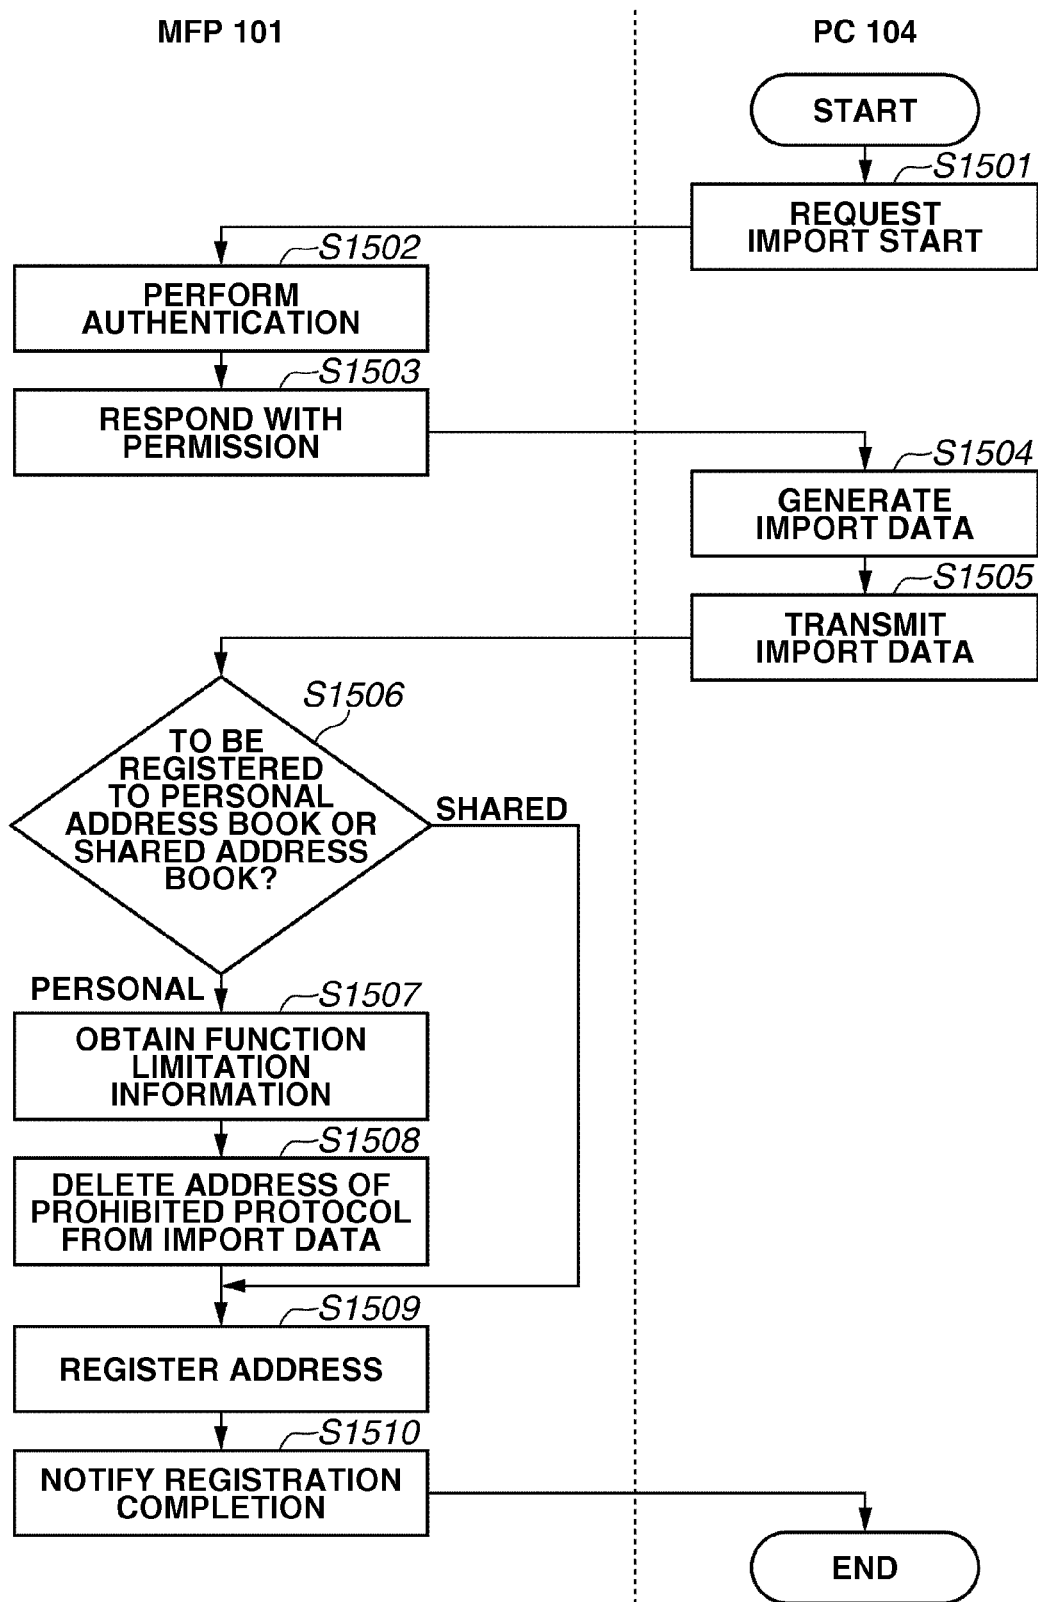 MFP 101
PC 104
START
S1501
REQUEST
IMPORT START
S1502
PERFORM
AUTHENTICATION
S1503
RESPOND WITH
PERMISSION
S1504
GENERATE
IMPORT DATA
S1505
TRANSMIT
IMPORT DATA
S1506
TO BE
REGISTERED
TO PERSONAL
ADDRESS BOOK OR
SHARED ADDRESS
BOOK?
SHARED
PERSONAL
S1507
OBTAIN FUNCTION
LIMITATION
INFORMATION
S1508
DELETE ADDRESS OF
PROHIBITED PROTOCOL
FROM IMPORT DATA
S1509
REGISTER ADDRESS
S1510
NOTIFY REGISTRATION
COMPLETION
END